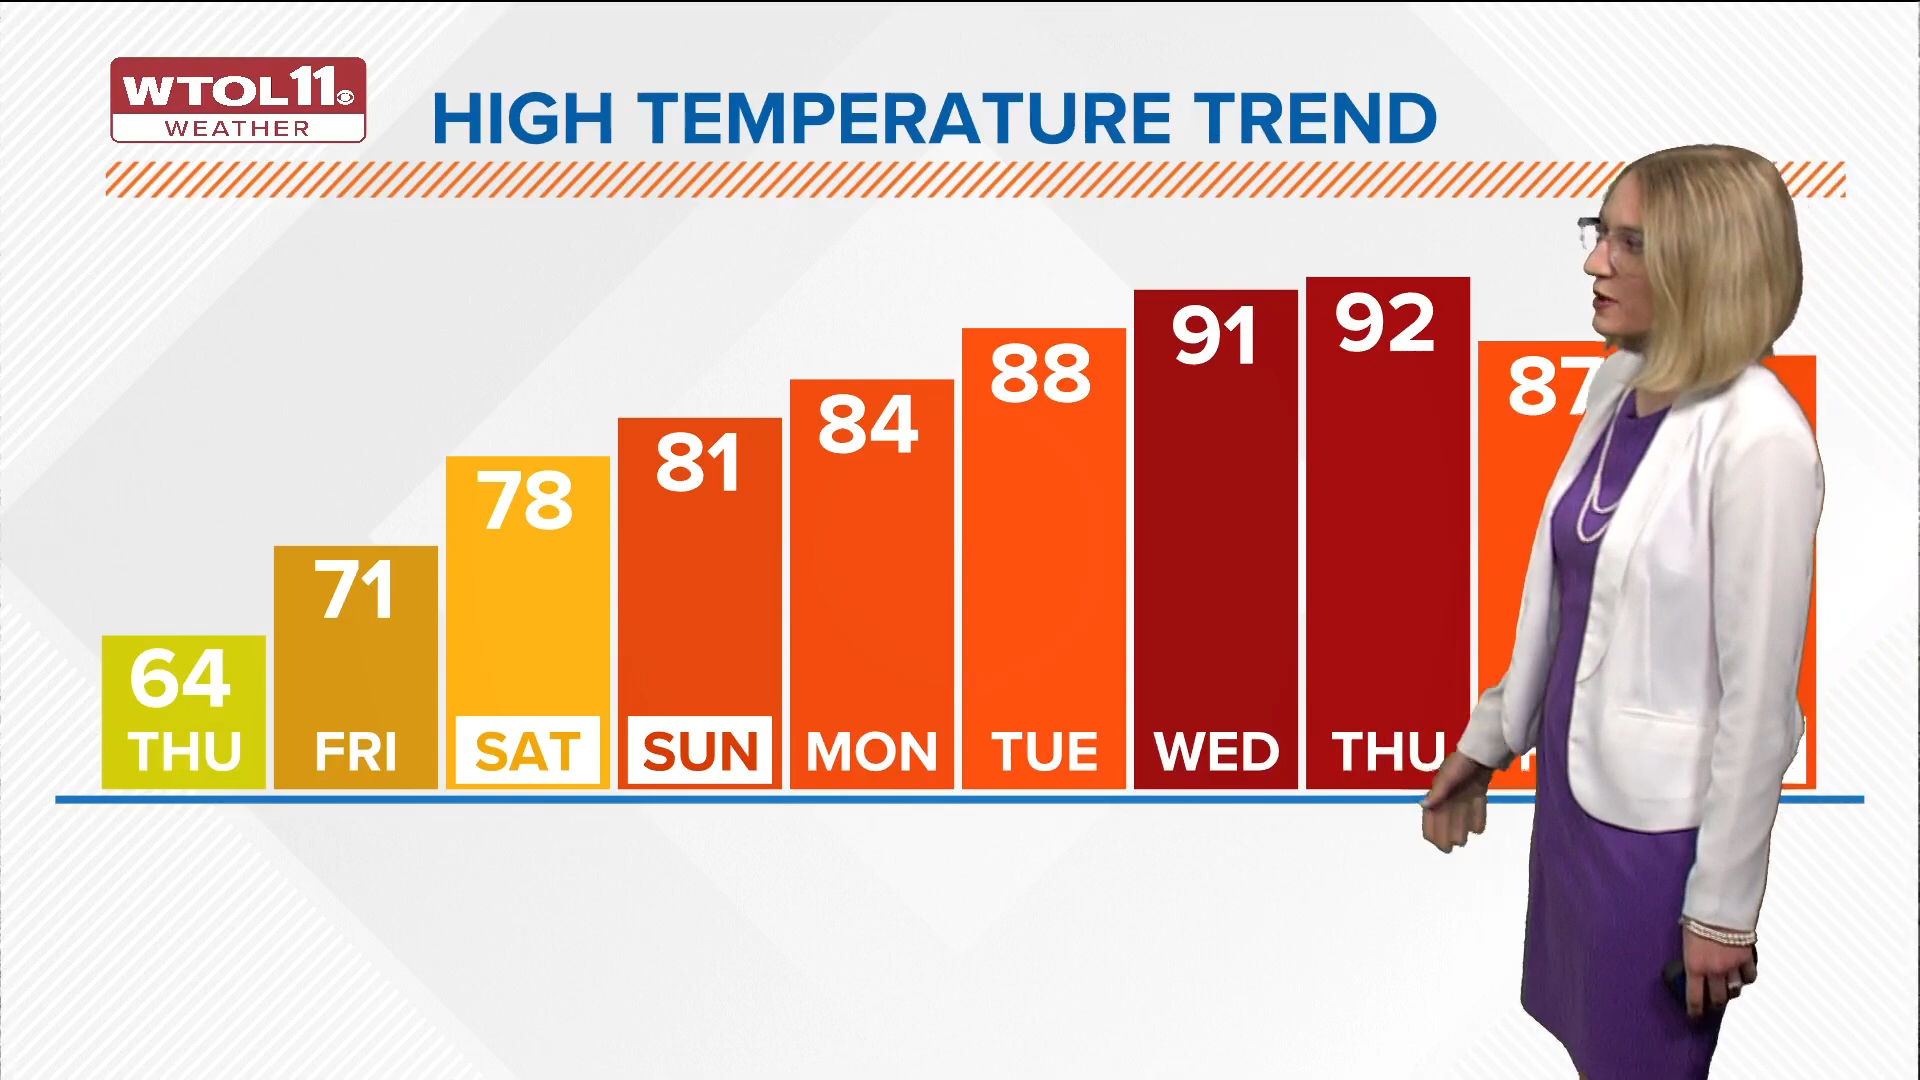 WTOL11
WEATHER
HIGH TEMPERATURE TREND
64 71 78 81 84 88 91 92 87
THU FRI SAT SUN MON TUE WED THU